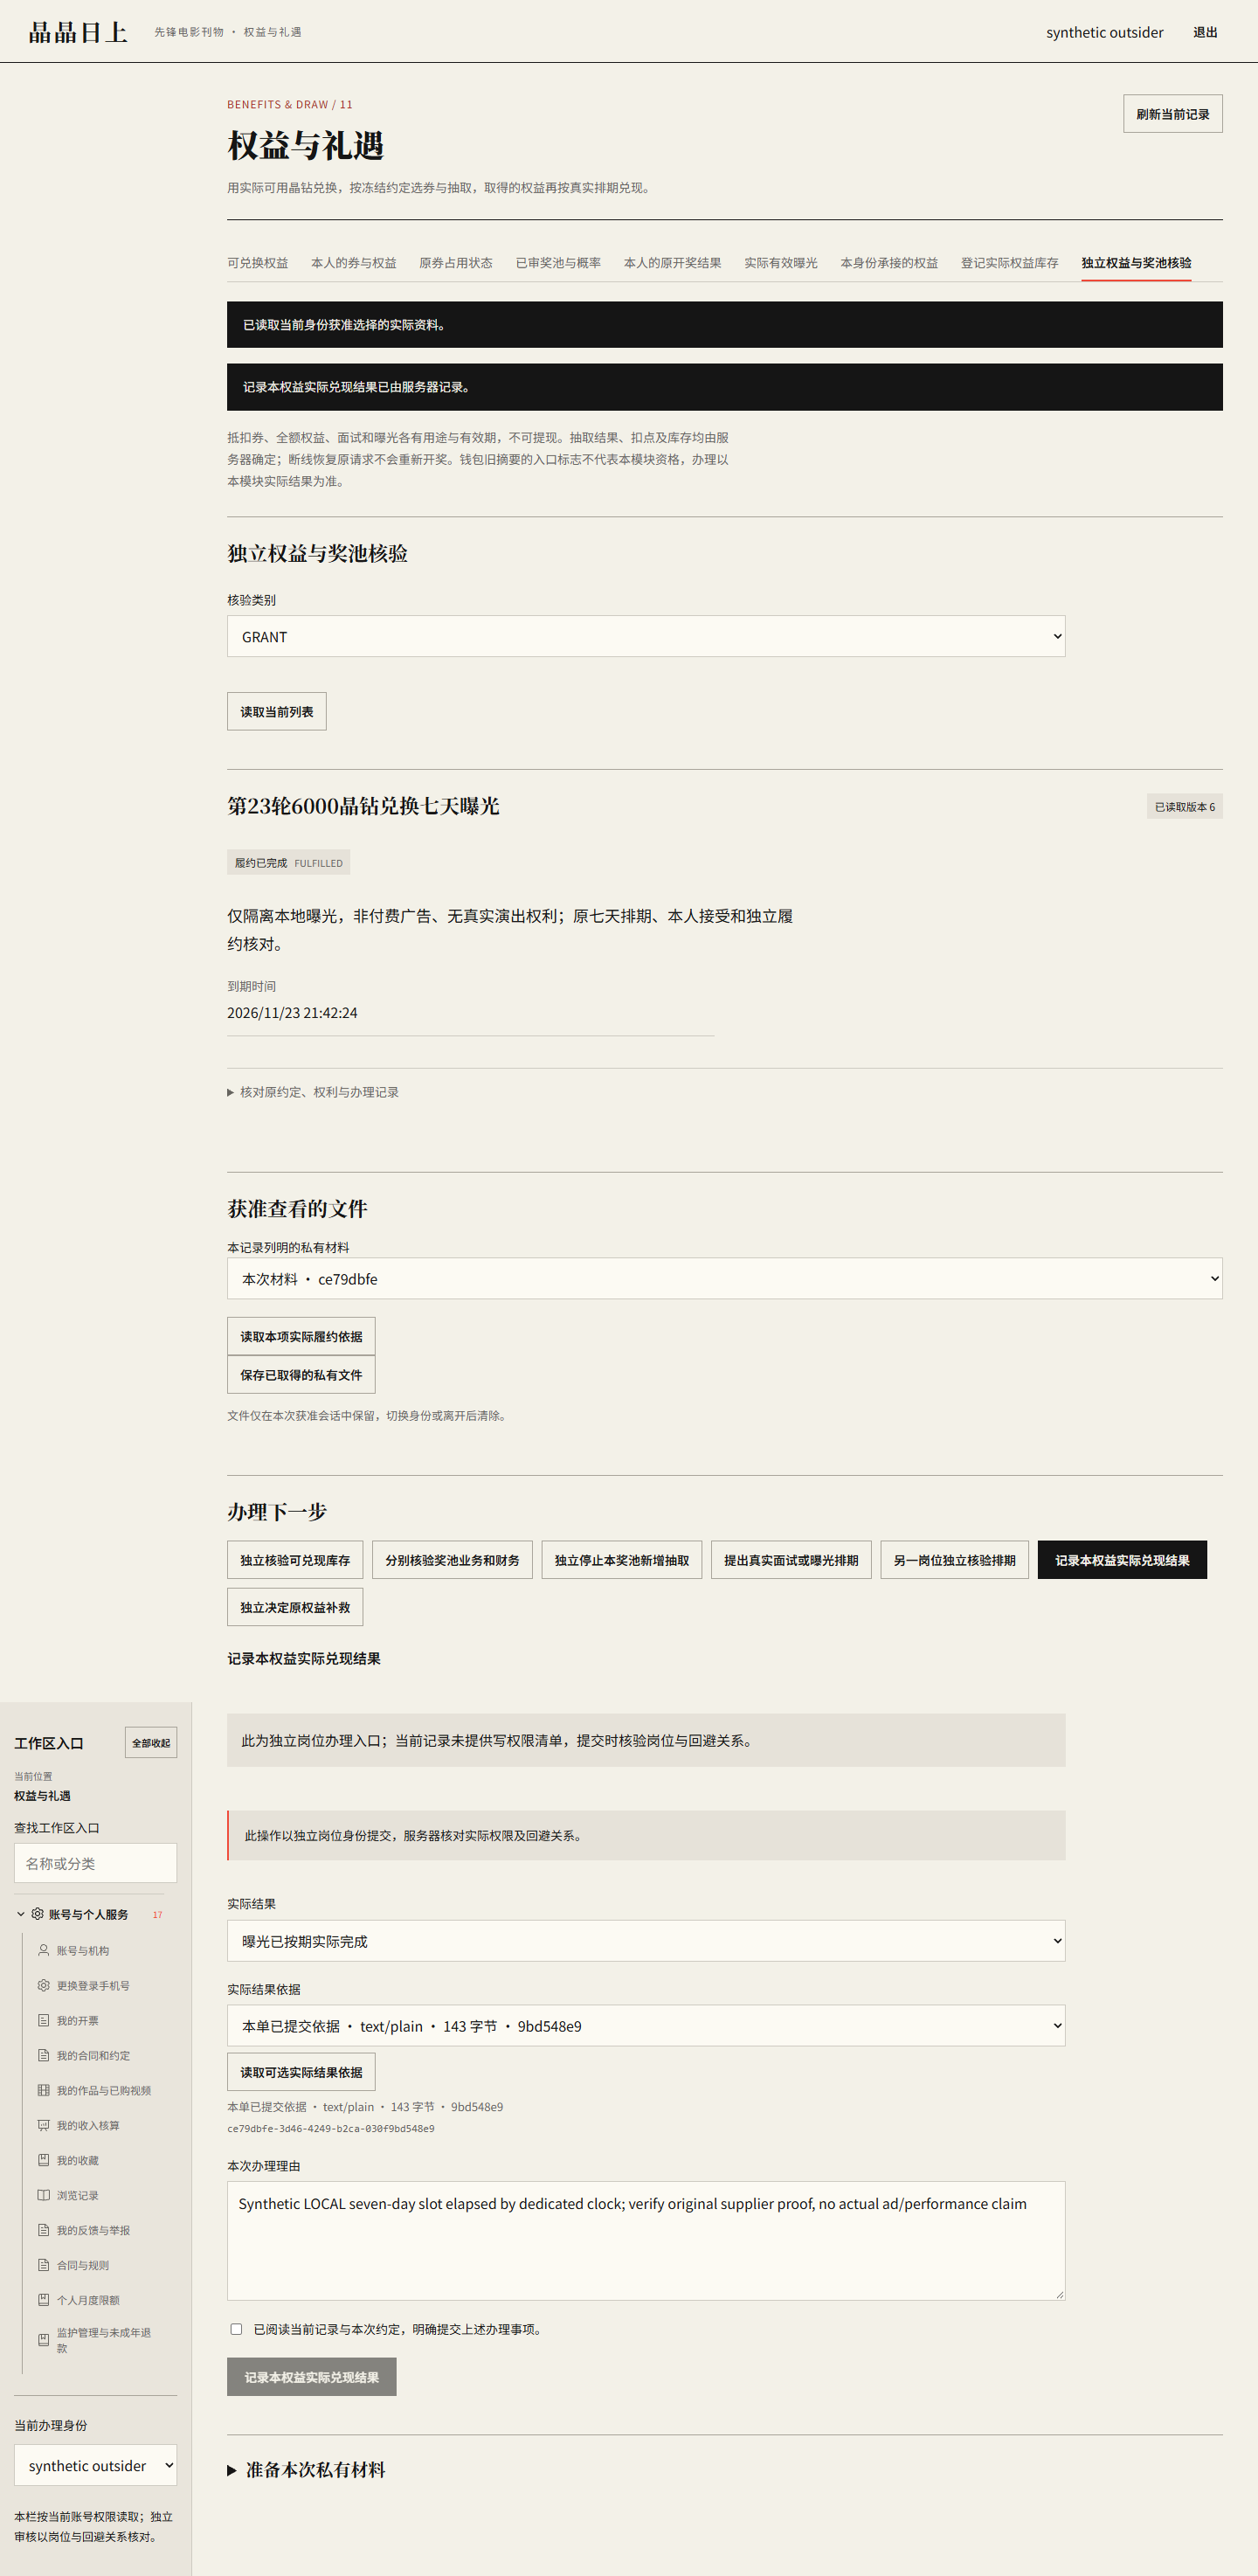 晶晶日上
先锋电影刊物 · 权益与礼遇
synthetic outsider
退出
BENEFITS & DRAW / 11
权益与礼遇
刷新当前记录
用实际可用晶钻兑换，按冻结约定选券与抽取，取得的权益再按真实排期兑现。
可兑换权益
本人的券与权益
原券占用状态
已审奖池与概率
本人的原开奖结果
实际有效曝光
本身份承接的权益
登记实际权益库存
独立权益与奖池核验
已读取当前身份获准选择的实际资料。
记录本权益实际兑现结果已由服务器记录。
抵扣券、全额权益、面试和曝光各有用途与有效期，不可提现。抽取结果、扣点及库存均由服
务器确定；断线恢复原请求不会重新开奖。钱包旧摘要的入口标志不代表本模块资格，办理以
本模块实际结果为准。
独立权益与奖池核验
核验类别
GRANT
读取当前列表
第23轮6000晶钻兑换七天曝光
已读取版本 6
履约已完成 FULFILLED
仅隔离本地曝光，非付费广告、无真实演出权利；原七天排期、本人接受和独立履
约核对。
到期时间
2026/11/23 21:42:24
核对原约定、权利与办理记录
获准查看的文件
本记录列明的私有材料
本次材料 · ce79dbfe
读取本项实际履约依据
保存已取得的私有文件
文件仅在本次获准会话中保留，切换身份或离开后清除。
办理下一步
独立核验可兑现库存
分别核验奖池业务和财务
独立停止本奖池新增抽取
提出真实面试或曝光排期
另一岗位独立核验排期
记录本权益实际兑现结果
独立决定原权益补救
记录本权益实际兑现结果
此为独立岗位办理入口；当前记录未提供写权限清单，提交时核验岗位与回避关系。
此操作以独立岗位身份提交，服务器核对实际权限及回避关系。
实际结果
曝光已按期实际完成
实际结果依据
本单已提交依据 · text/plain · 143 字节 · 9bd548e9
读取可选实际结果依据
本单已提交依据 · text/plain · 143 字节 · 9bd548e9
ce79dbfe-3d46-4249-b2ca-030f9bd548e9
本次办理理由
Synthetic LOCAL seven-day slot elapsed by dedicated clock; verify original supplier proof, no actual ad/performance claim
已阅读当前记录与本次约定，明确提交上述办理事项。
记录本权益实际兑现结果
准备本次私有材料
工作区入口
全部收起
当前位置
权益与礼遇
查找工作区入口
名称或分类
账号与个人服务
17
账号与机构
更换登录手机号
我的开票
我的合同和约定
我的作品与已购视频
我的收入核算
我的收藏
浏览记录
我的反馈与举报
合同与规则
个人月度限额
监护管理与未成年退
款
当前办理身份
synthetic outsider
本栏按当前账号权限读取；独立
审核以岗位与回避关系核对。